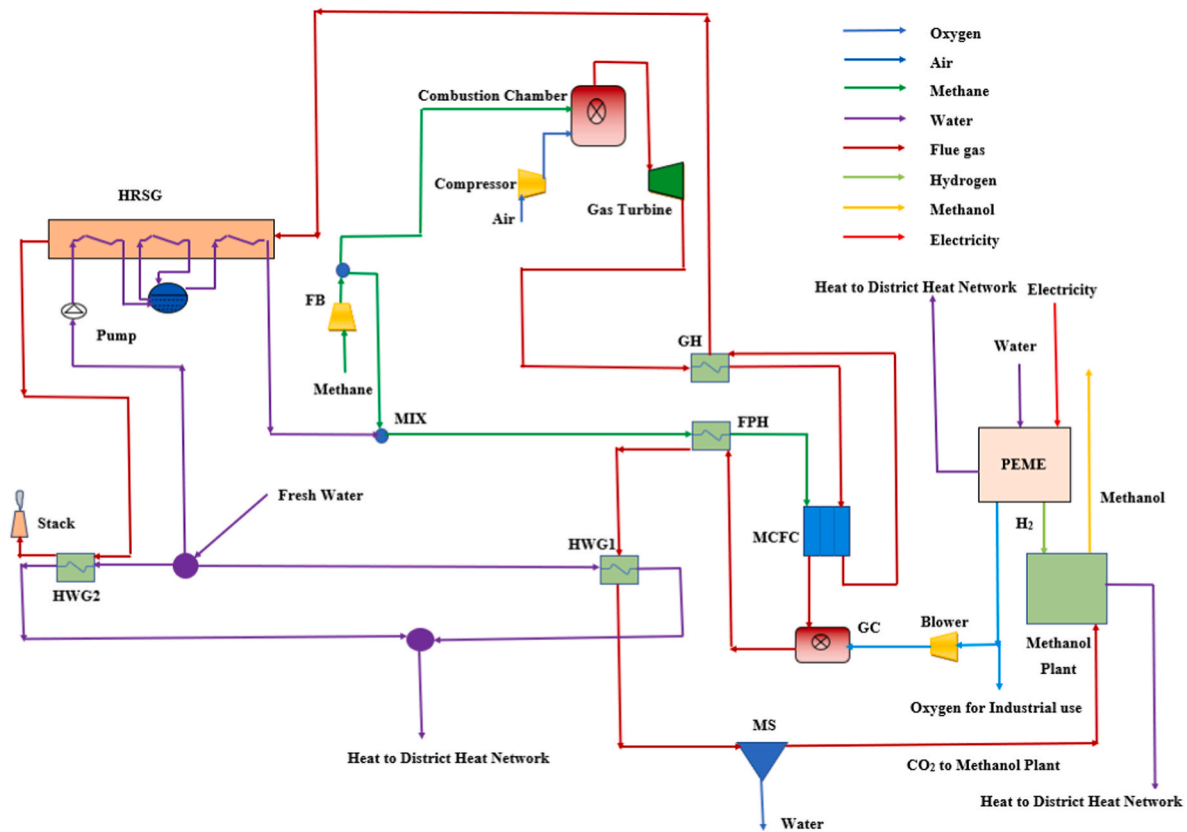 Oxygen
Air
Methane
Water
Flue gas
Hydrogen
Methanol
Electricity
Combustion Chamber
Compressor
Air
Gas Turbine
HRSG
FB
Pump
Methane
MIX
GH
FPH
Heat to District Heat Network
Electricity
Water
PEME
Methanol
H2
Fresh Water
Stack
HWG2
HWG1
MCFC
GC
Blower
Methanol
Plant
Oxygen for Industrial use
MS
Heat to District Heat Network
CO2 to Methanol Plant
Heat to District Heat Network
Water